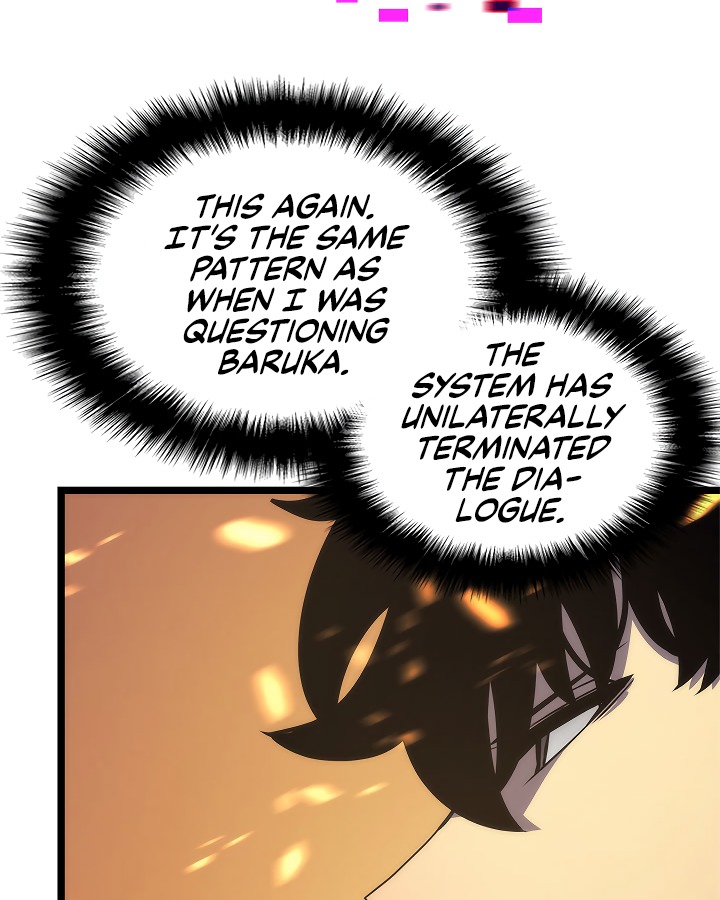 THIS AGAIN.
IT'S THE SAME
PATTERN AS
WHEN I WAS
QUESTIONING
BARUKA.
THE
SYSTEM HAS
UNILATERALLY
TERMINATED
THE DIA-
LOGUE.